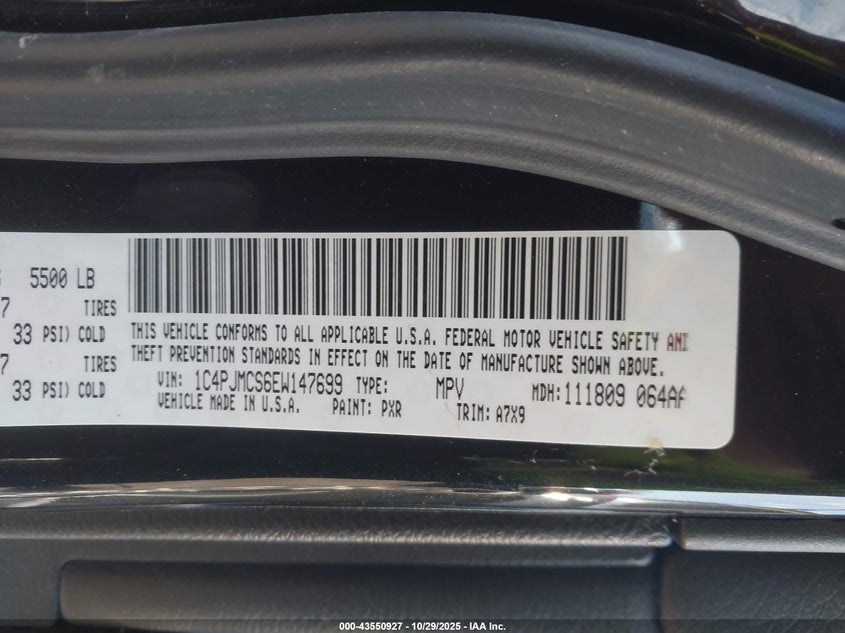 5500 LB
7 TIRES
33 PSI) COLD
7 TIRES
33 PSI) COLD
THIS VEHICLE CONFORMS TO ALL APPLICABLE U.S.A. FEDERAL MOTOR VEHICLE SAFETY AND
THEFT PREVENTION STANDARDS IN EFFECT ON THE DATE OF MANUFACTURE SHOWN ABOVE.
VIN: 1C4PJMCS6EW147699 TYPE: MPV MDH:111809 064AA
VEHICLE MADE IN U.S.A. PAINT: PXR TRIM: A7X9
000-43550927 - 10/29/2025 - IAA Inc.